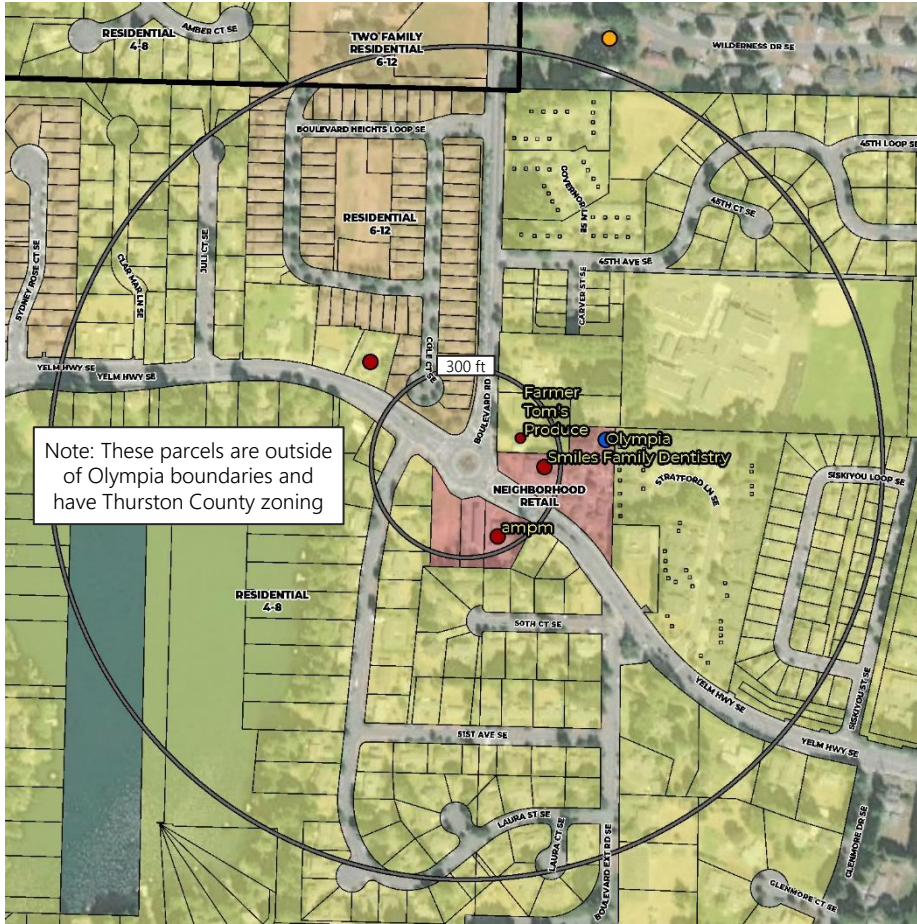 RESIDENTIAL
4-8
AMBER CT SE
TWO FAMILY
RESIDENTIAL
6-12
WILDERNESS DR SE
BOULEVARD HEIGHTS LOOP SE
45TH LOOP SE
GOVERNOR LN SE
48TH CT SE
JULI CT SE
RESIDENTIAL
6-12
SYDNEY ROSE CT SE
CLAR MAR LN SE
45TH AVE SE
CARVER ST SE
YELM HWY SE
YELM HWY SE
COLE CT SE
300 ft
BOULEVARD RD
Farmer
Tom's
Produce
Olympia
Smiles Family Dentistry
Note: These parcels are outside
of Olympia boundaries and
have Thurston County zoning
NEIGHBORHOOD
RETAIL
STRATFORD LN SE
SISKIYOU LOOP SE
ampm
RESIDENTIAL
4-8
50TH CT SE
YELM HWY SE
SISKIYOU ST SE
51ST AVE SE
YELM HWY SE
LAURA ST SE
LAURA CT SE
BOULEVARD EXT RD SE
GLENMORE DR SE
GLENMORE CT SE